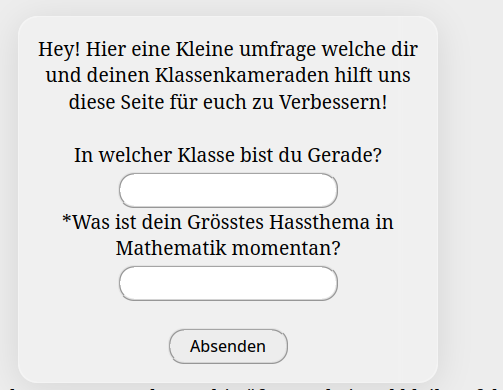 Hey! Hier eine Kleine umfrage welche dir
und deinen Klassenkameraden hilft uns
diese Seite für euch zu Verbessern!
In welcher Klasse bist du Gerade?
*Was ist dein Grösstes Hassthema in
Mathematik momentan?
Absenden